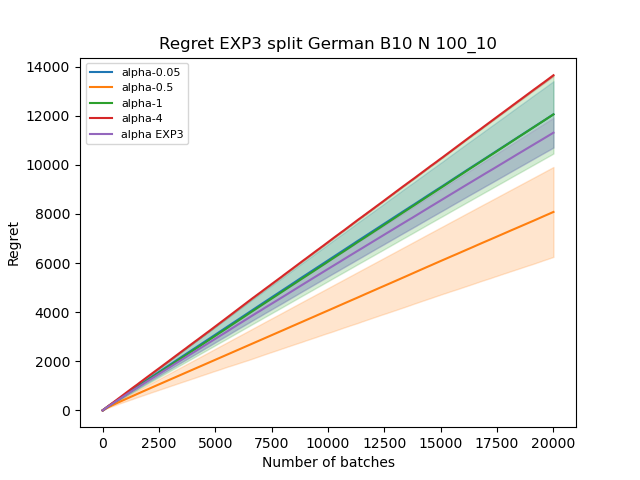 Regret EXP3 split German B10 N 100_10
alpha-0.05
alpha-0.5
alpha-1
alpha-4
alpha EXP3
14000
12000
10000
8000
6000
4000
2000
0
Regret
0 2500 5000 7500 10000 12500 15000 17500 20000
Number of batches